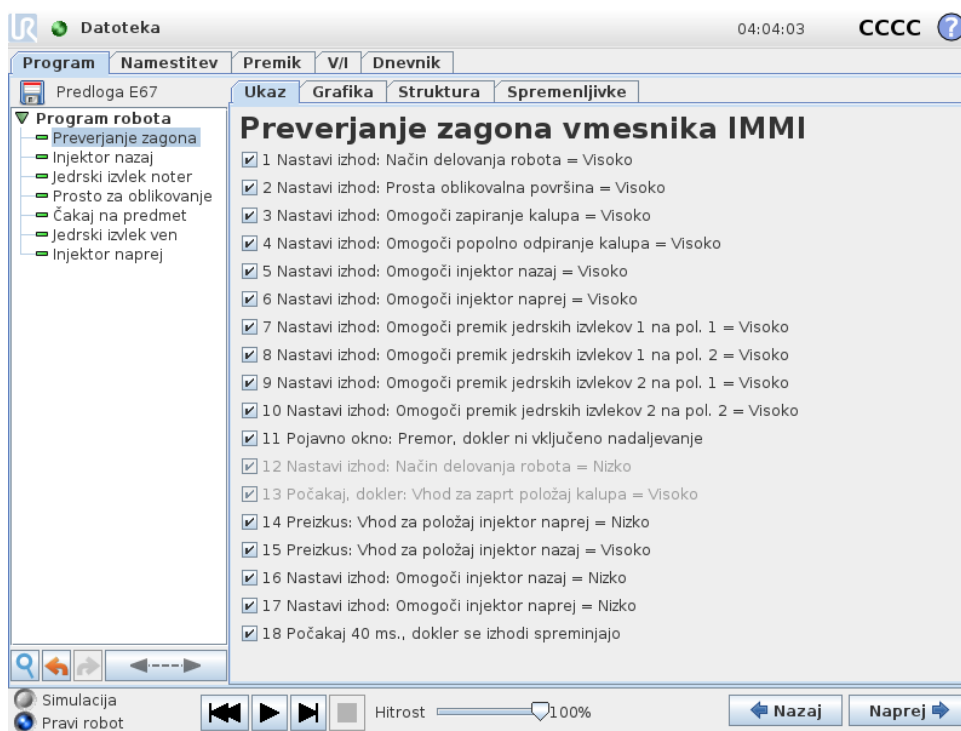 UR Datoteka 04:04:03 CCCC ?
Program Namestitev Premik V/I Dnevnik
Predloga E67
Ukaz Grafika Struktura Spremenljivke
Program robota
Preverjanje zagona
Injektor nazaj
Jedrski izvlek noter
Prosto za oblikovanje
Čakaj na predmet
Jedrski izvlek ven
Injektor naprej
Preverjanje zagona vmesnika IMMI
1 Nastavi izhod: Način delovanja robota = Visoko
2 Nastavi izhod: Prosta oblikovalna površina = Visoko
3 Nastavi izhod: Omogoči zapiranje kalupa = Visoko
4 Nastavi izhod: Omogoči popolno odpiranje kalupa = Visoko
5 Nastavi izhod: Omogoči injektor nazaj = Visoko
6 Nastavi izhod: Omogoči injektor naprej = Visoko
7 Nastavi izhod: Omogoči premik jedrskih izvlekov 1 na pol. 1 = Visoko
8 Nastavi izhod: Omogoči premik jedrskih izvlekov 1 na pol. 2 = Visoko
9 Nastavi izhod: Omogoči premik jedrskih izvlekov 2 na pol. 1 = Visoko
10 Nastavi izhod: Omogoči premik jedrskih izvlekov 2 na pol. 2 = Visoko
11 Pojavno okno: Premor, dokler ni vključeno nadaljevanje
12 Nastavi izhod: Način delovanja robota = Nizko
13 Počakaj, dokler: Vhod za zaprt položaj kalupa = Visoko
14 Preizkus: Vhod za položaj injektor naprej = Nizko
15 Preizkus: Vhod za položaj injektor nazaj = Visoko
16 Nastavi izhod: Omogoči injektor nazaj = Nizko
17 Nastavi izhod: Omogoči injektor naprej = Nizko
18 Počakaj 40 ms., dokler se izhodi spreminjajo
Simulacija
Pravi robot
Hitrost 100%
Nazaj Naprej